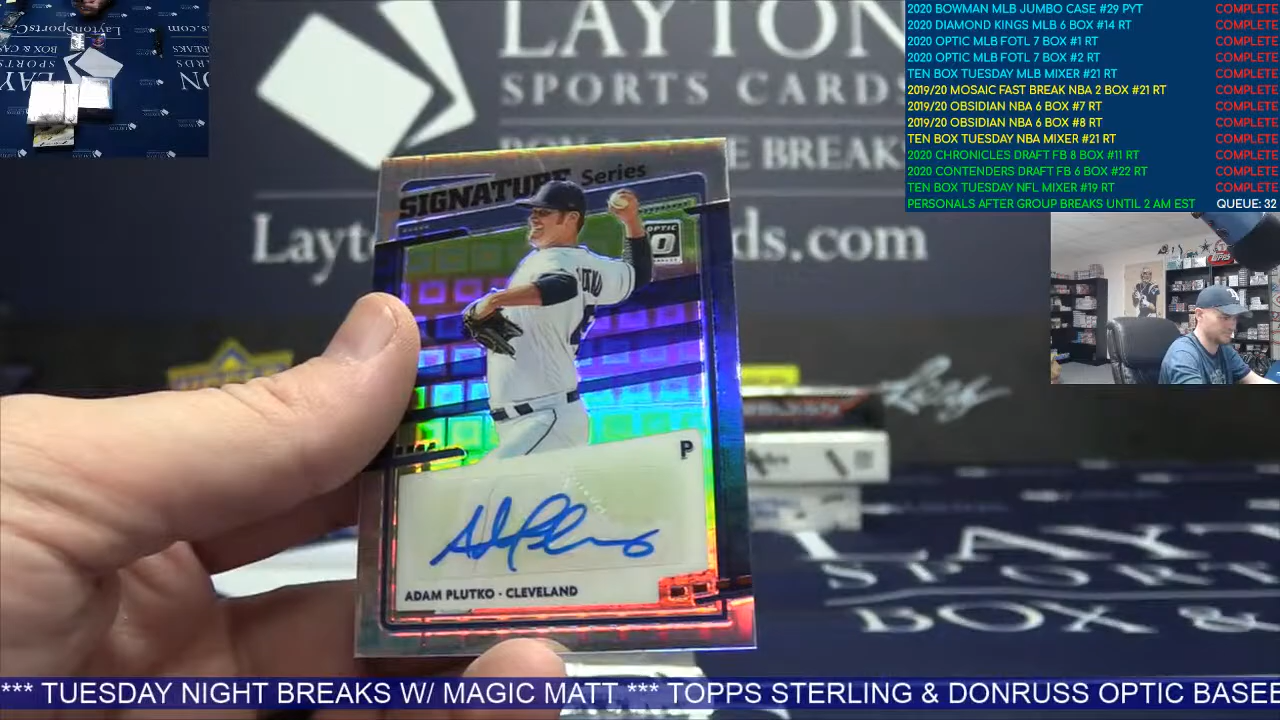 LAYTON
SPORTS CARDS
BREAK
Layt ds.com
2020 BOWMAN MLB JUMBO CASE #29 PYT COMPLETE
2020 DIAMOND KINGS MLB 6 BOX #14 RT COMPLETE
2020 OPTIC MLB FOTL 7 BOX #1 RT COMPLETE
2020 OPTIC MLB FOTL 7 BOX #2 RT COMPLETE
TEN BOX TUESDAY MLB MIXER #21 RT COMPLETE
2019/20 MOSAIC FAST BREAK NBA 2 BOX #21 RT COMPLETE
2019/20 OBSIDIAN NBA 6 BOX #7 RT COMPLETE
2019/20 OBSIDIAN NBA 6 BOX #8 RT COMPLETE
TEN BOX TUESDAY NBA MIXER #21 RT COMPLETE
2020 CHRONICLES DRAFT FB 8 BOX #11 RT COMPLETE
2020 CONTENDERS DRAFT FB 6 BOX #22 RT COMPLETE
TEN BOX TUESDAY NFL MIXER #19 RT COMPLETE
PERSONALS AFTER GROUP BREAKS UNTIL 2 AM EST QUEUE: 32
SIGNATURE Series
OPTIC
P
ADAM PLUTKO · CLEVELAND
Leaf
LAYT
SPORT
BOX &
*** TUESDAY NIGHT BREAKS W/ MAGIC MATT *** TOPPS STERLING & DONRUSS OPTIC BASEB